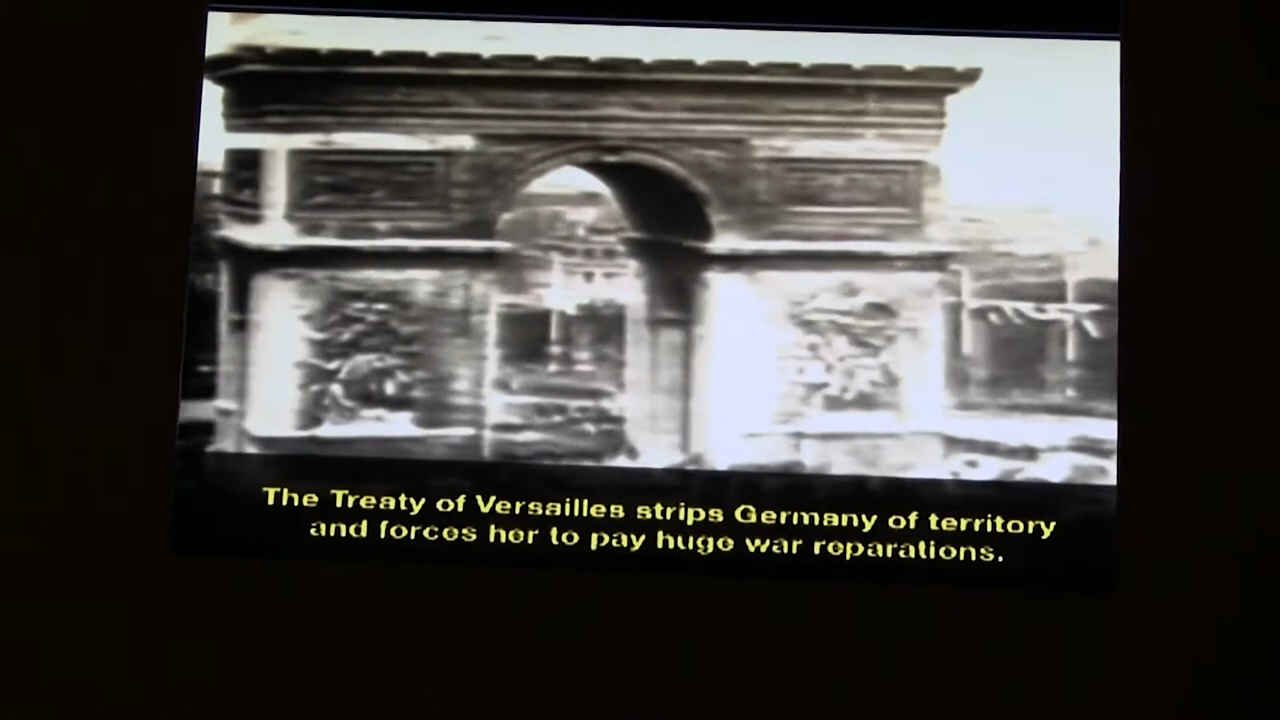 The Treaty of Versailles strips Germany of territory
and forces her to pay huge war reparations.